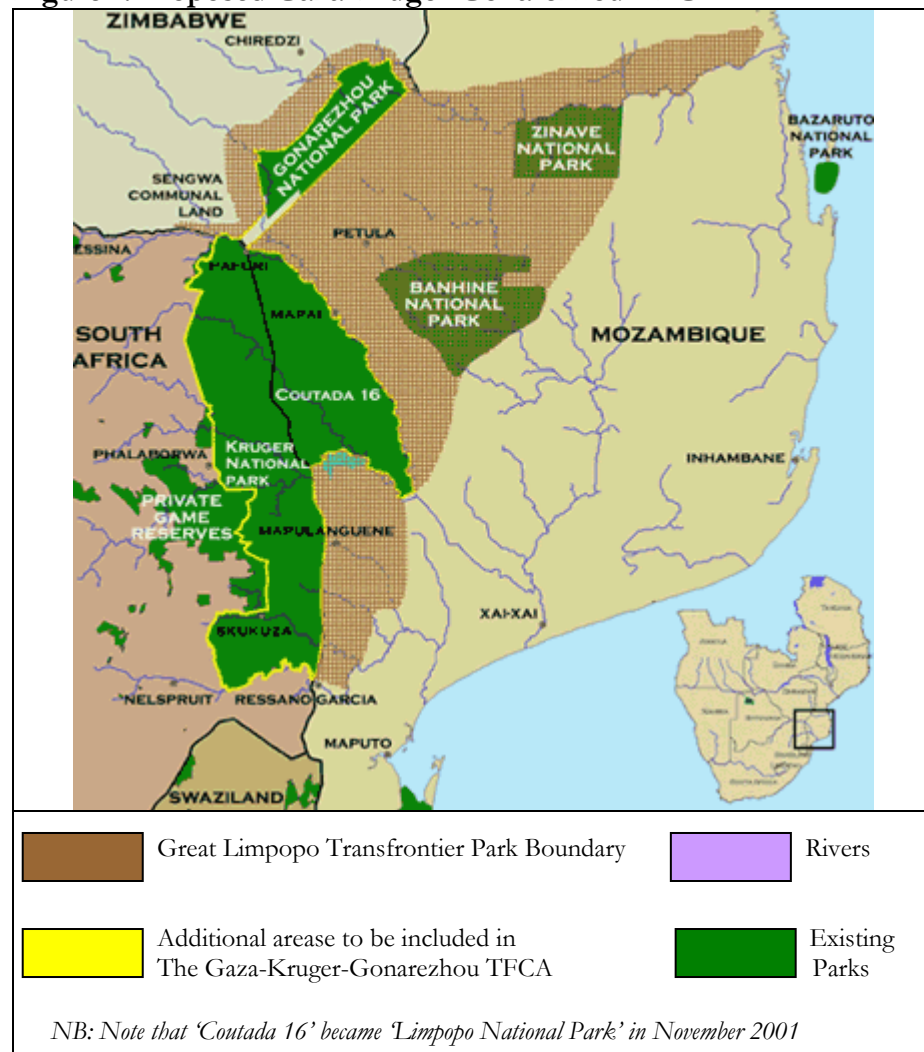 ZIMBABWE
CHIREDZI
GONAREZHOU
NATIONAL PARK
ZINAVE
NATIONAL
PARK
BAZARUTO
NATIONAL
PARK
SENGWA
COMMUNAL
LAND
PETULA
ESSINA
PAFURI
BANHINE
NATIONAL
PARK
MAPAI
SOUTH
AFRICA
MOZAMBIQUE
COUTADA 16
KRUGER
NATIONAL
PARK
PHALABORWA
INHAMBANE
PRIVATE
GAME
RESERVES
MAPULANGUENE
XAI-XAI
SKUKUZA
NELSPRUIT
RESSANO GARCIA
MAPUTO
SWAZILAND
Great Limpopo Transfrontier Park Boundary
Rivers
Additional arease to be included in
The Gaza-Kruger-Gonarezhou TFCA
Existing
Parks
NB: Note that ‘Coutada 16’ became ‘Limpopo National Park’ in November 2001